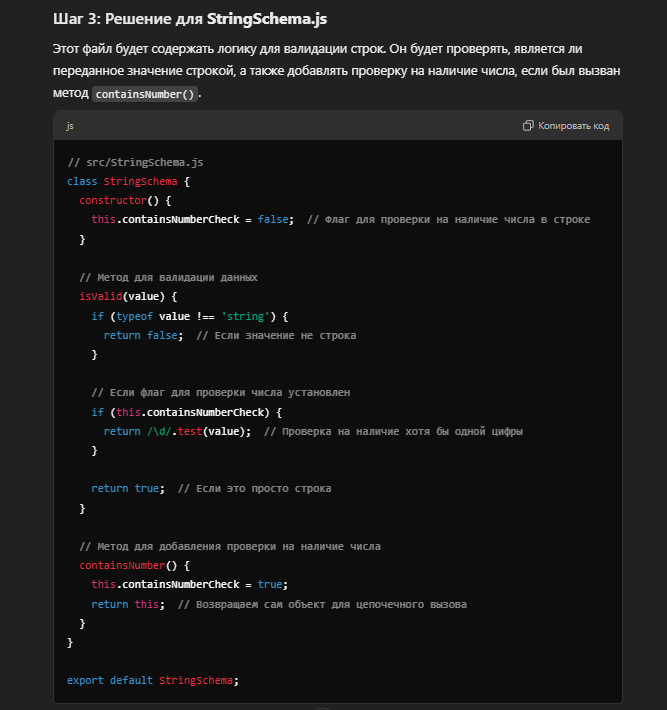 Шаг 3: Решение для StringSchema.js
Этот файл будет содержать логику для валидации строк. Он будет проверять, является ли
переданное значение строкой, а также добавлять проверку на наличие числа, если был вызван
метод containsNumber().
js
Копировать код
// src/StringSchema.js
class StringSchema {
  constructor() {
    this.containsNumberCheck = false;  // Флаг для проверки на наличие числа в строке
  }
  // Метод для валидации данных
  isValid(value) {
    if (typeof value !== 'string') {
      return false;  // Если значение не строка
    }
    // Если флаг для проверки числа установлен
    if (this.containsNumberCheck) {
      return /\d/.test(value);  // Проверка на наличие хотя бы одной цифры
    }
    return true;  // Если это просто строка
  }
  // Метод для добавления проверки на наличие числа
  containsNumber() {
    this.containsNumberCheck = true;
    return this;  // Возвращаем сам объект для цепочечного вызова
  }
}
export default StringSchema;